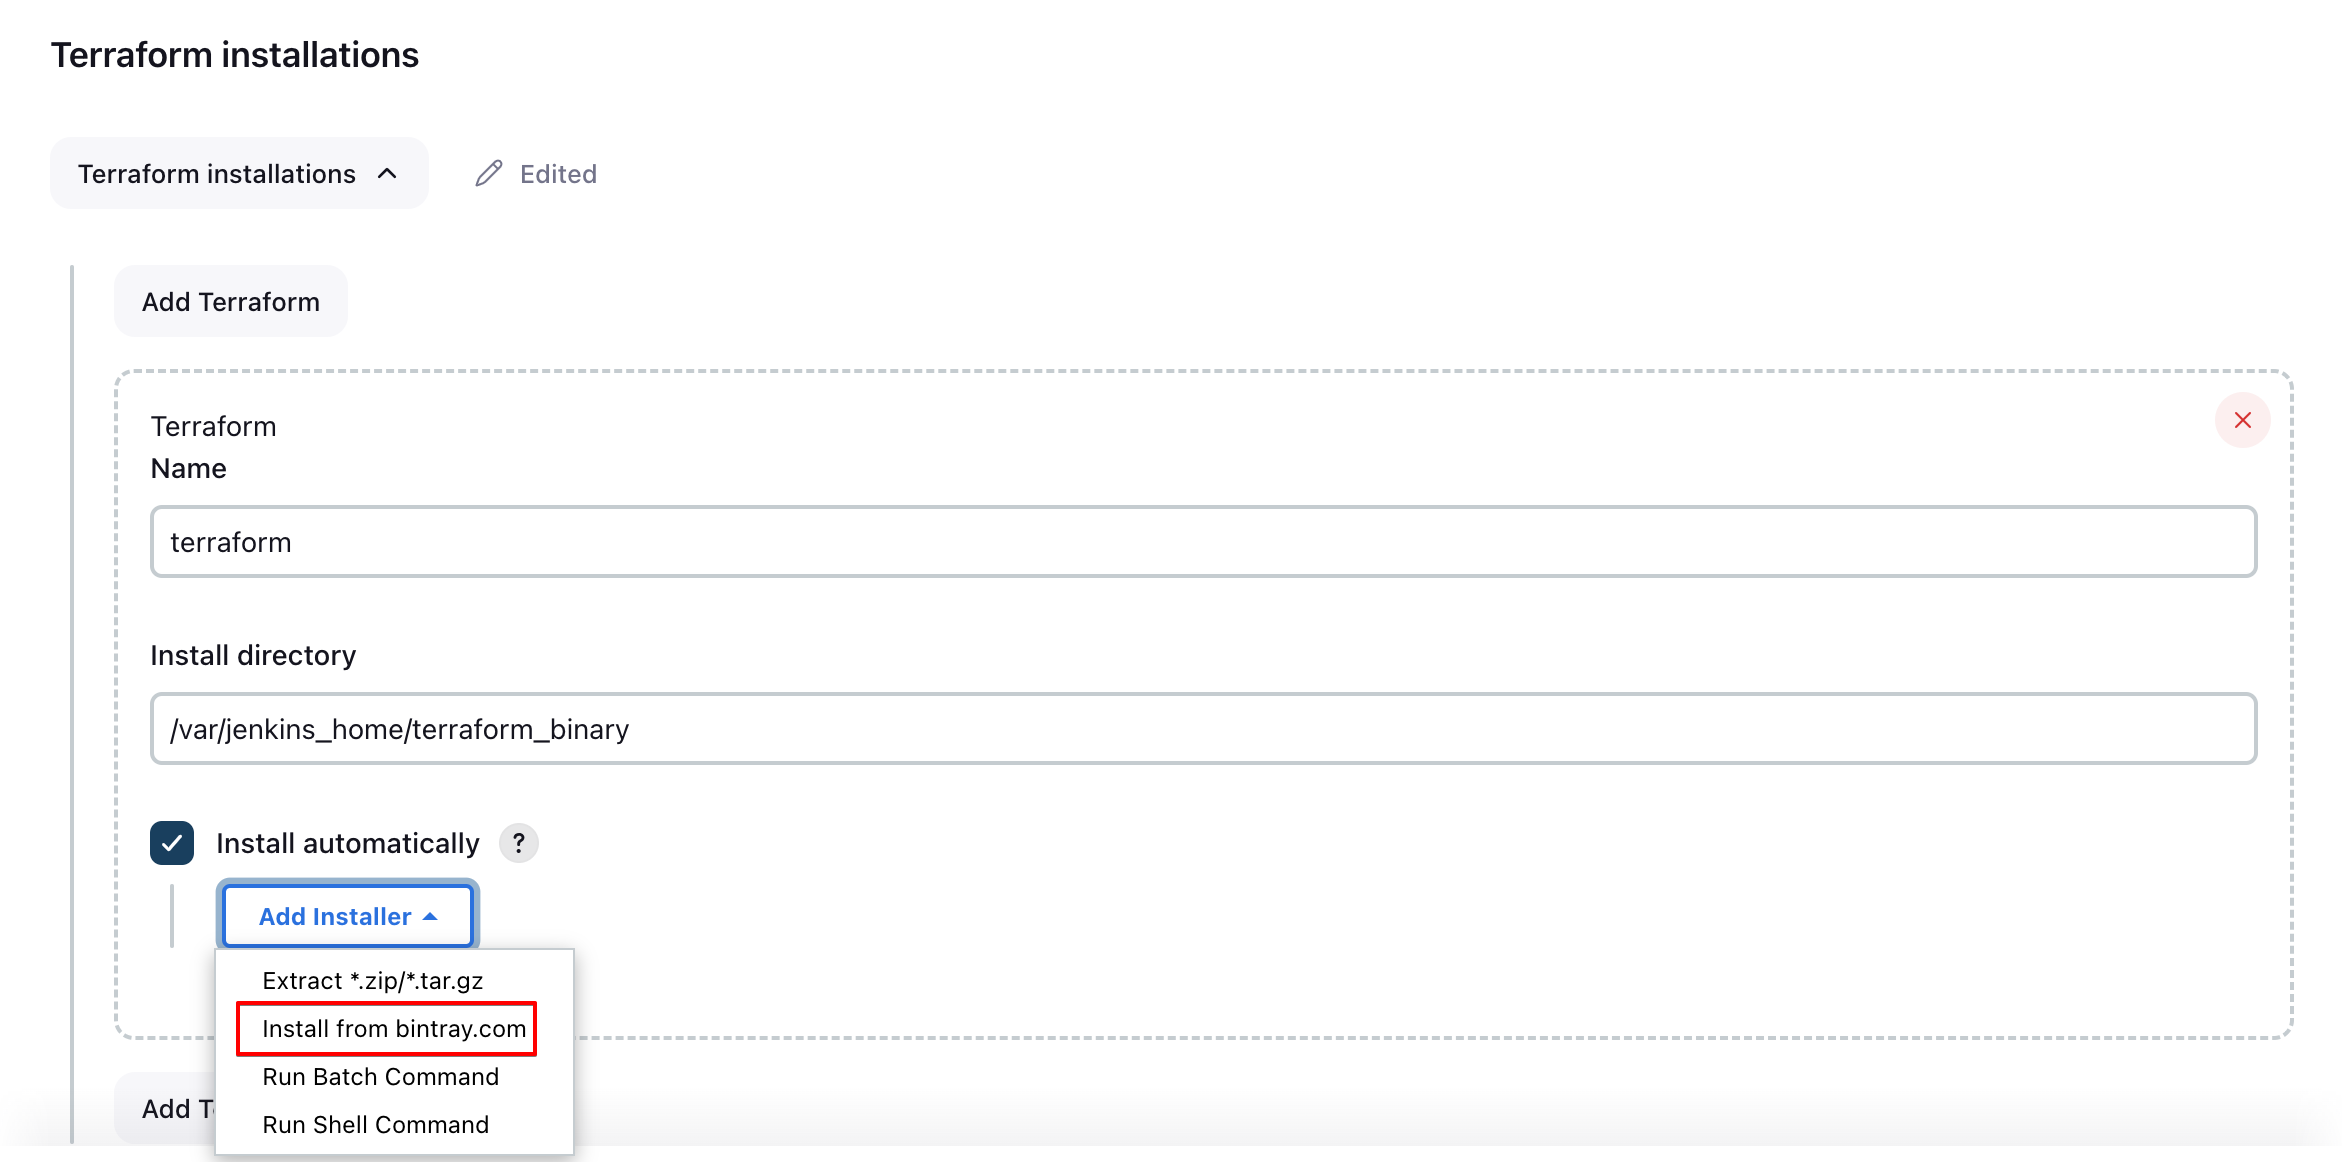 Terraform installations
Terraform installations
Edited
Add Terraform
Terraform
Name
terraform
Install directory
/var/jenkins_home/terraform_binary
Install automatically ?
Add Installer
Extract *.zip/*.tar.gz
Install from bintray.com
Run Batch Command
Run Shell Command
Add